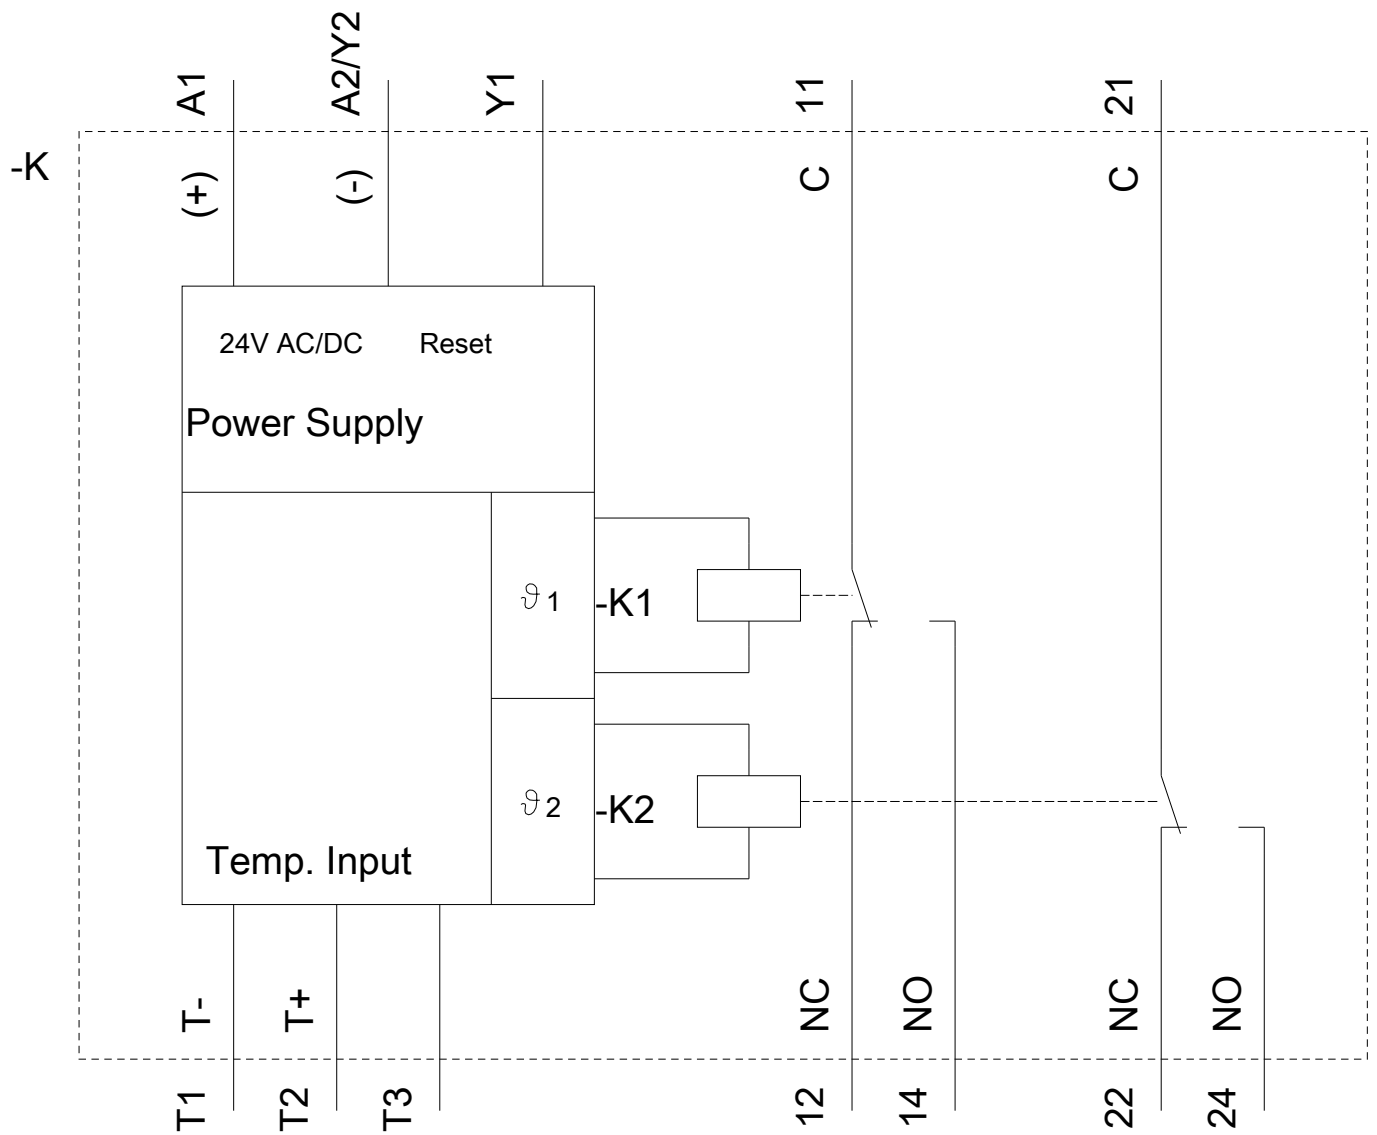 A1
A2/Y2
Y1
11
21
-K
(+)
(-)
C
C
24V AC/DC
Reset
Power Supply
ϑ1
-K1
ϑ2
-K2
Temp. Input
T-
T+
NC
NO
NC
NO
T1
T2
T3
12
14
22
24